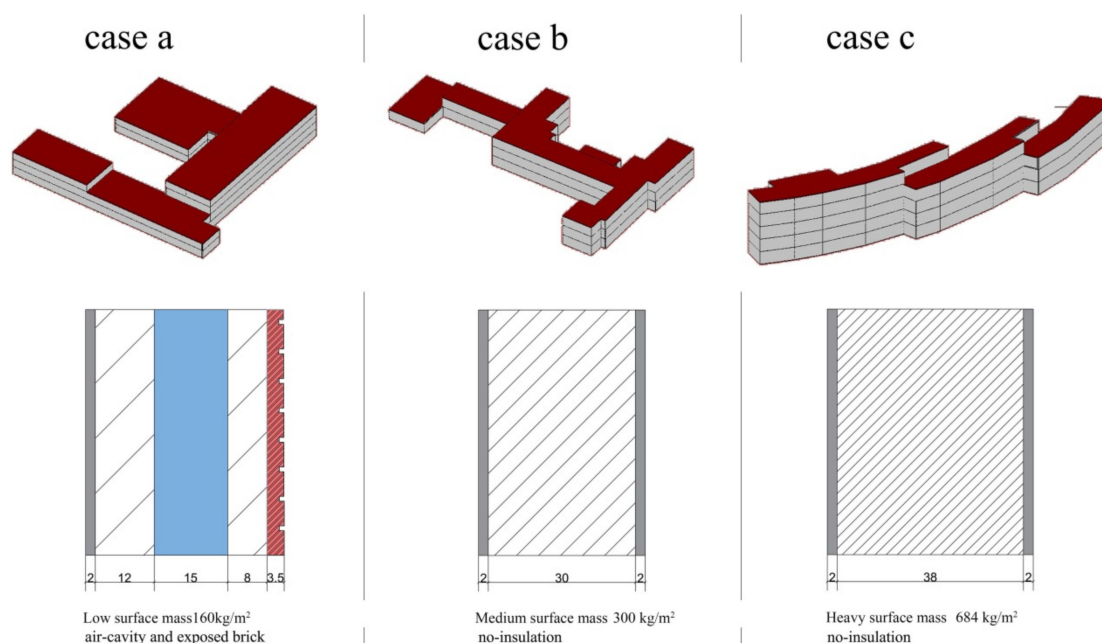 case a
case b
case c
2 12 15 8 3.5
2 30 2
2 38 2
Low surface mass160kg/m²
air-cavity and exposed brick
Medium surface mass 300 kg/m²
no-insulation
Heavy surface mass 684 kg/m²
no-insulation